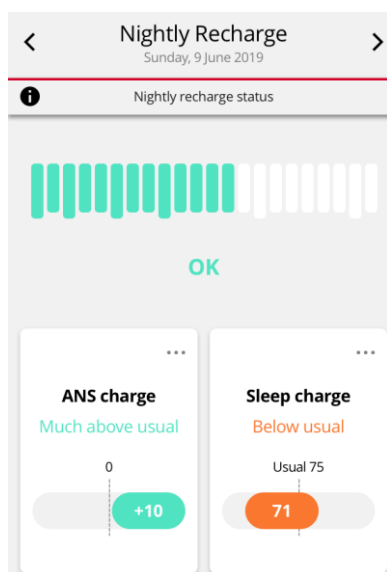 Nightly Recharge
Sunday, 9 June 2019
Nightly recharge status
OK
ANS charge
Much above usual
0
+10
Sleep charge
Below usual
Usual 75
71